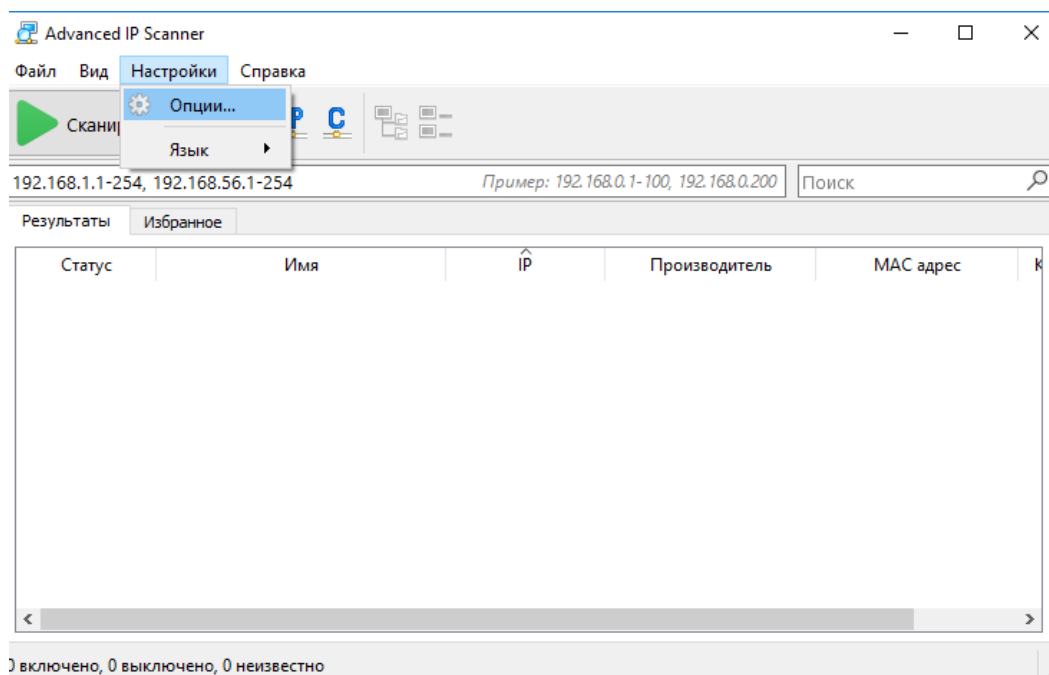 Advanced IP Scanner
Файл Вид Настройки Справка
Опции...
Скани P C
Язык
192.168.1.1-254, 192.168.56.1-254 Пример: 192.168.0.1-100, 192.168.0.200 Поиск
Результаты Избранное
Статус Имя IP Производитель MAC адрес К
0 включено, 0 выключено, 0 неизвестно